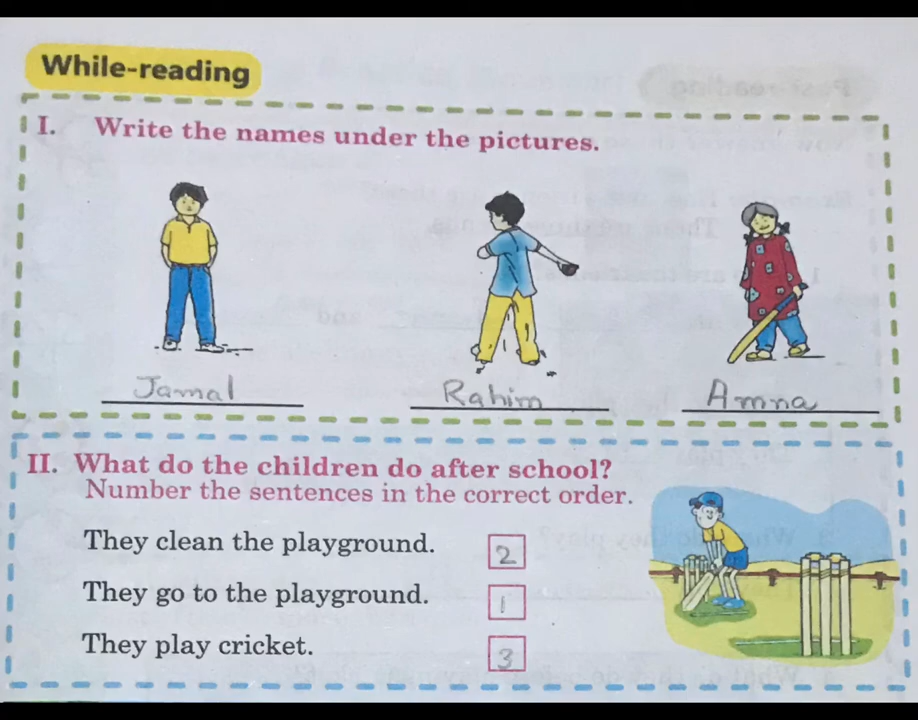 While-reading
I. Write the names under the pictures.
Jamal Rahim Amna
II. What do the children do after school?
Number the sentences in the correct order.
They clean the playground. 2
They go to the playground. 1
They play cricket. 3